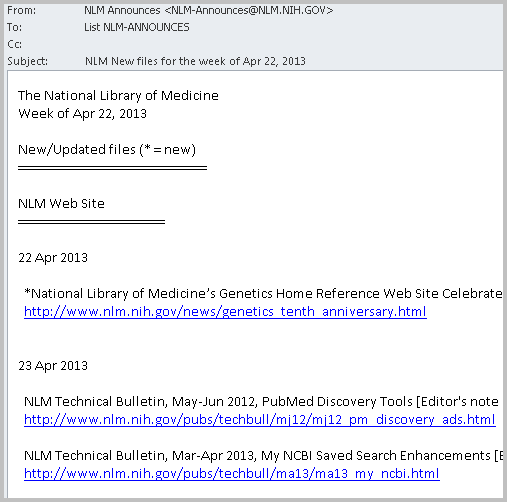 From: NLM Announces <NLM-Announces@NLM.NIH.GOV>
To: List NLM-ANNOUNCES
Cc:
Subject: NLM New files for the week of Apr 22, 2013
The National Library of Medicine
Week of Apr 22, 2013
New/Updated files (* = new)
NLM Web Site
22 Apr 2013
*National Library of Medicine's Genetics Home Reference Web Site Celebrate
http://www.nlm.nih.gov/news/genetics_tenth_anniversary.html
23 Apr 2013
NLM Technical Bulletin, May-Jun 2012, PubMed Discovery Tools [Editor's note
http://www.nlm.nih.gov/pubs/techbull/mj12/mj12_pm_discovery_ads.html
NLM Technical Bulletin, Mar-Apr 2013, My NCBI Saved Search Enhancements [E
http://www.nlm.nih.gov/pubs/techbull/ma13/ma13_my_ncbi.html